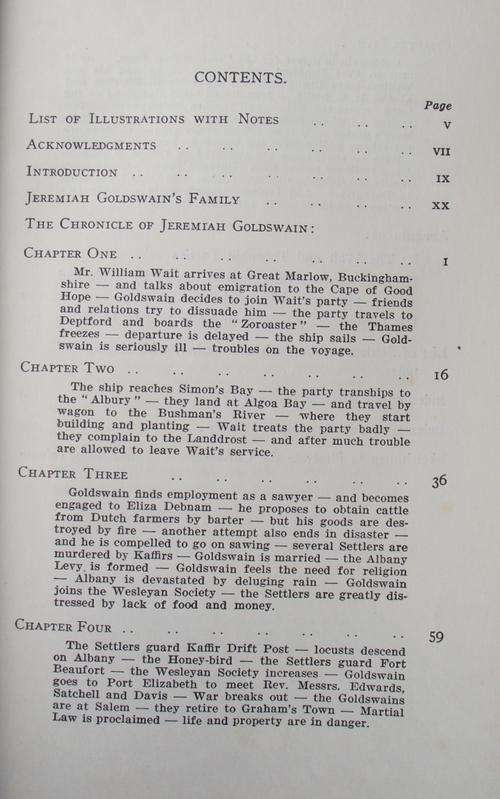 CONTENTS.
Page
LIST OF ILLUSTRATIONS WITH NOTES .. .. .. V
ACKNOWLEDGMENTS .. .. .. .. .. .. VII
INTRODUCTION .. .. .. .. .. .. .. IX
JEREMIAH GOLDSWAIN'S FAMILY .. .. .. .. XX
THE CHRONICLE OF JEREMIAH GOLDSWAIN:
CHAPTER ONE .. .. .. .. .. .. .. 1
Mr. William Wait arrives at Great Marlow, Buckingham-
shire — and talks about emigration to the Cape of Good
Hope — Goldswain decides to join Wait's party — friends
and relations try to dissuade him — the party travels to
Deptford and boards the "Zoroaster" — the Thames
freezes — departure is delayed — the ship sails — Gold-
swain is seriously ill — troubles on the voyage.
CHAPTER TWO .. .. .. .. .. .. .. 16
The ship reaches Simon's Bay — the party tranships to
the "Albury" — they land at Algoa Bay — and travel by
wagon to the Bushman's River — where they start
building and planting — Wait treats the party badly —
they complain to the Landdrost — and after much trouble
are allowed to leave Wait's service.
CHAPTER THREE .. .. .. .. .. .. 36
Goldswain finds employment as a sawyer — and becomes
engaged to Eliza Debnam — he proposes to obtain cattle
from Dutch farmers by barter — but his goods are des-
troyed by fire — another attempt also ends in disaster —
and he is compelled to go on sawing — several Settlers are
murdered by Kaffirs — Goldswain is married — the Albany
Levy is formed — Goldswain feels the need for religion
— Albany is devastated by deluging rain — Goldswain
joins the Wesleyan Society — the Settlers are greatly dis-
tressed by lack of food and money.
CHAPTER FOUR .. .. .. .. .. .. .. 59
The Settlers guard Kaffir Drift Post — locusts descend
on Albany — the Honey-bird — the Settlers guard Fort
Beaufort — the Wesleyan Society increases — Goldswain
goes to Port Elizabeth to meet Rev. Messrs. Edwards,
Satchell and Davis — War breaks out — the Goldswains
are at Salem — they retire to Graham's Town — Martial
Law is proclaimed — life and property are in danger.